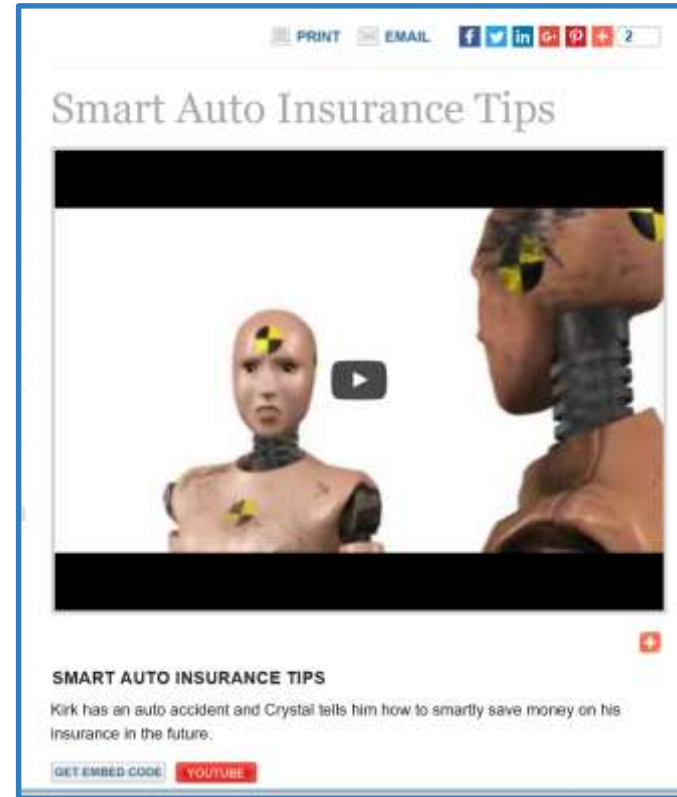 PRINT EMAIL f in G+ 2
Smart Auto Insurance Tips
SMART AUTO INSURANCE TIPS
Kirk has an auto accident and Crystal tells him how to smartly save money on his
insurance in the future.
GET EMBED CODE YOUTUBE